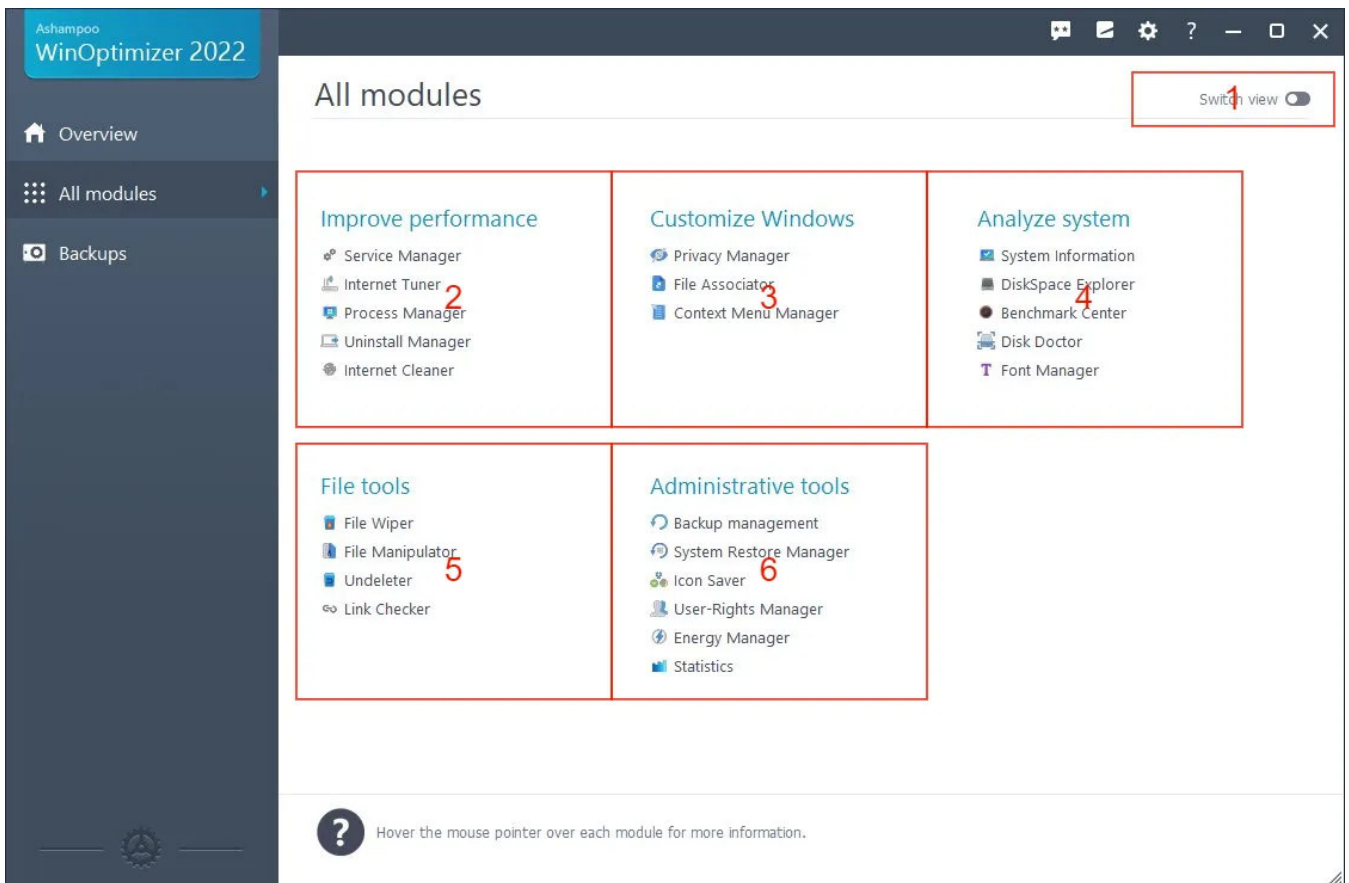 Ashampoo
WinOptimizer 2022
Overview
All modules
Backups
?
All modules
Switch view
1
Improve performance
Service Manager
Internet Tuner
Process Manager
Uninstall Manager
Internet Cleaner
2
Customize Windows
Privacy Manager
File Associator
Context Menu Manager
3
Analyze system
System Information
DiskSpace Explorer
Benchmark Center
Disk Doctor
T Font Manager
4
File tools
File Wiper
File Manipulator
Undeleter
Link Checker
5
Administrative tools
Backup management
System Restore Manager
Icon Saver
User-Rights Manager
Energy Manager
Statistics
6
? Hover the mouse pointer over each module for more information.